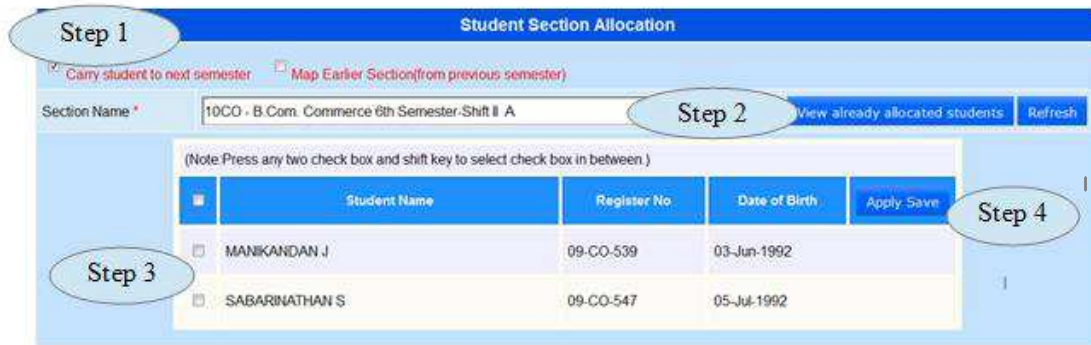 Student Section Allocation
Step 1
Carry student to next semester Map Earlier Section(from previous semester)
Section Name * 10CO - B.Com. Commerce 6th Semester-Shift II A Step 2 View already allocated students Refresh
(Note:Press any two check box and shift key to select check box in between.)
Student Name Register No Date of Birth Apply Save
Step 4
MANIKANDAN J 09-CO-539 03-Jun-1992
Step 3
SABARINATHAN S 09-CO-547 05-Jul-1992